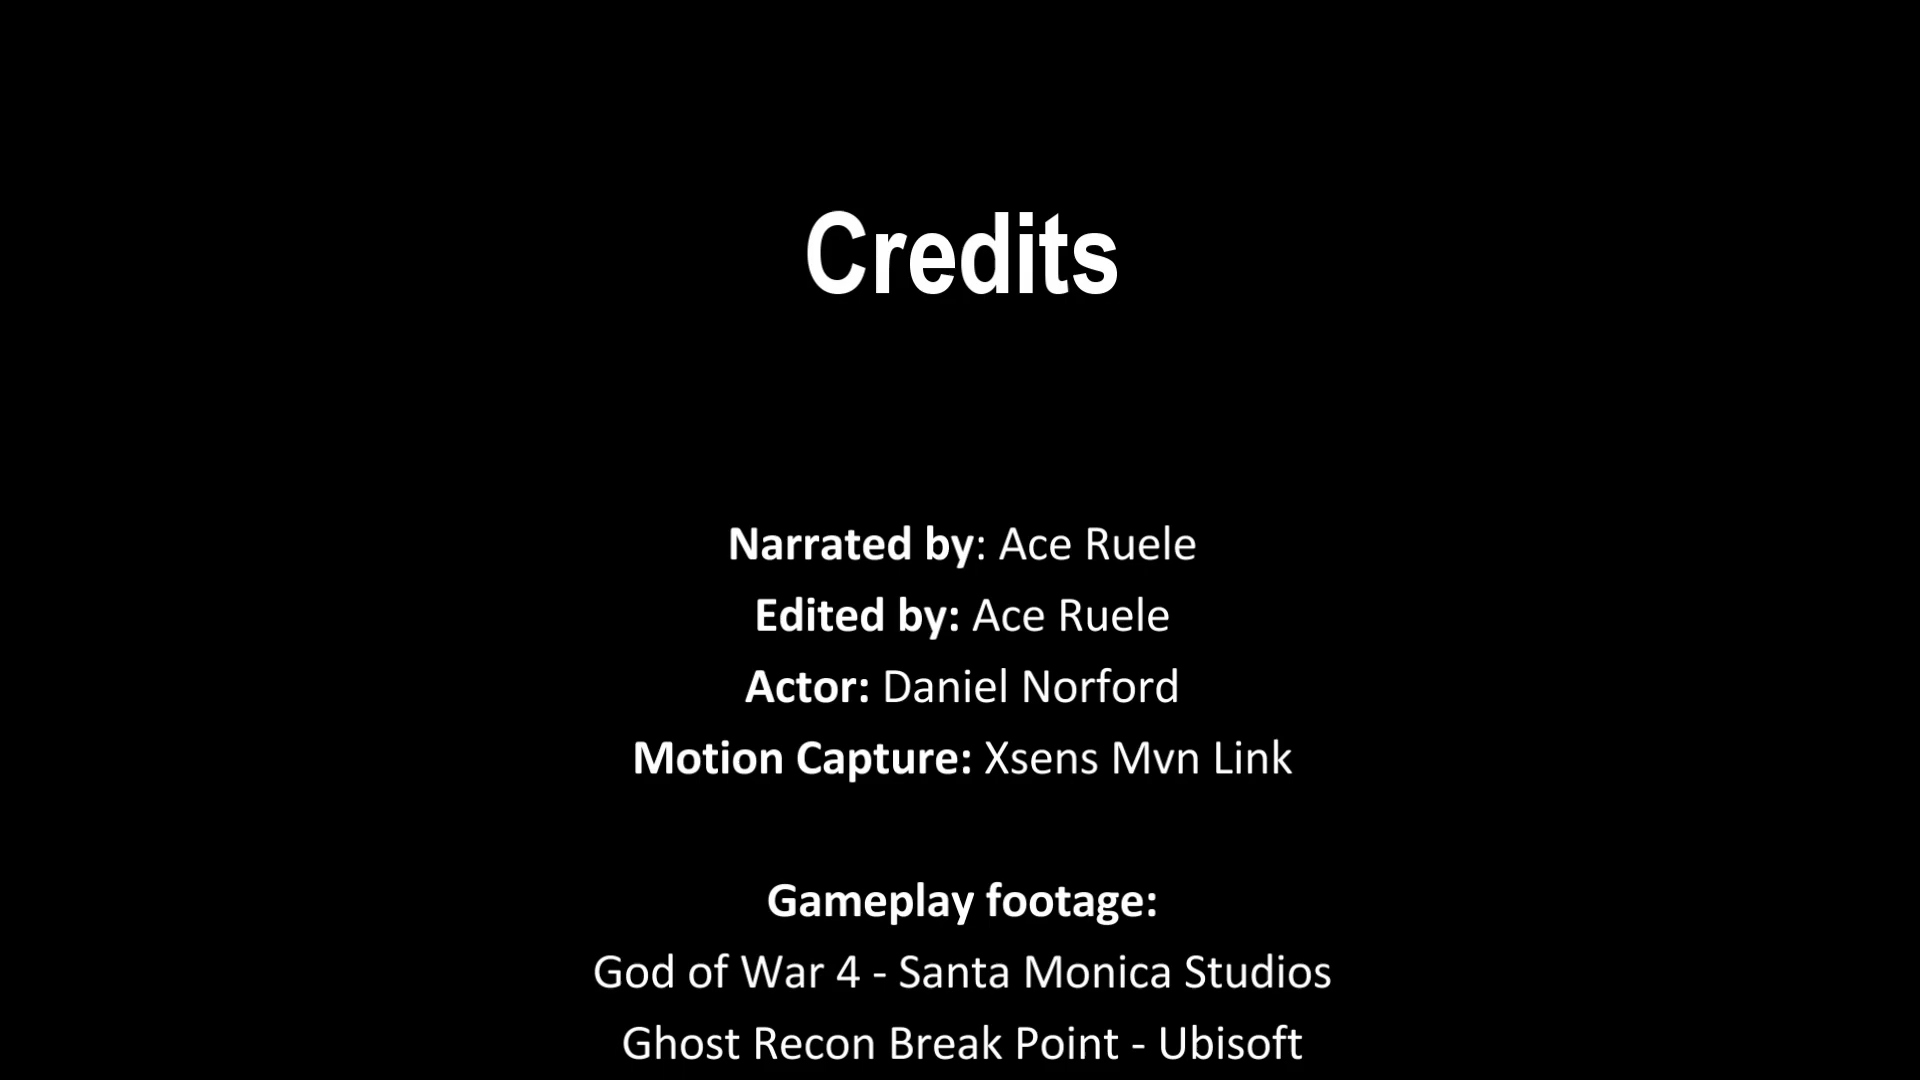 Credits
Narrated by: Ace Ruele
Edited by: Ace Ruele
Actor: Daniel Norford
Motion Capture: Xsens Mvn Link
Gameplay footage:
God of War 4 - Santa Monica Studios
Ghost Recon Break Point - Ubisoft